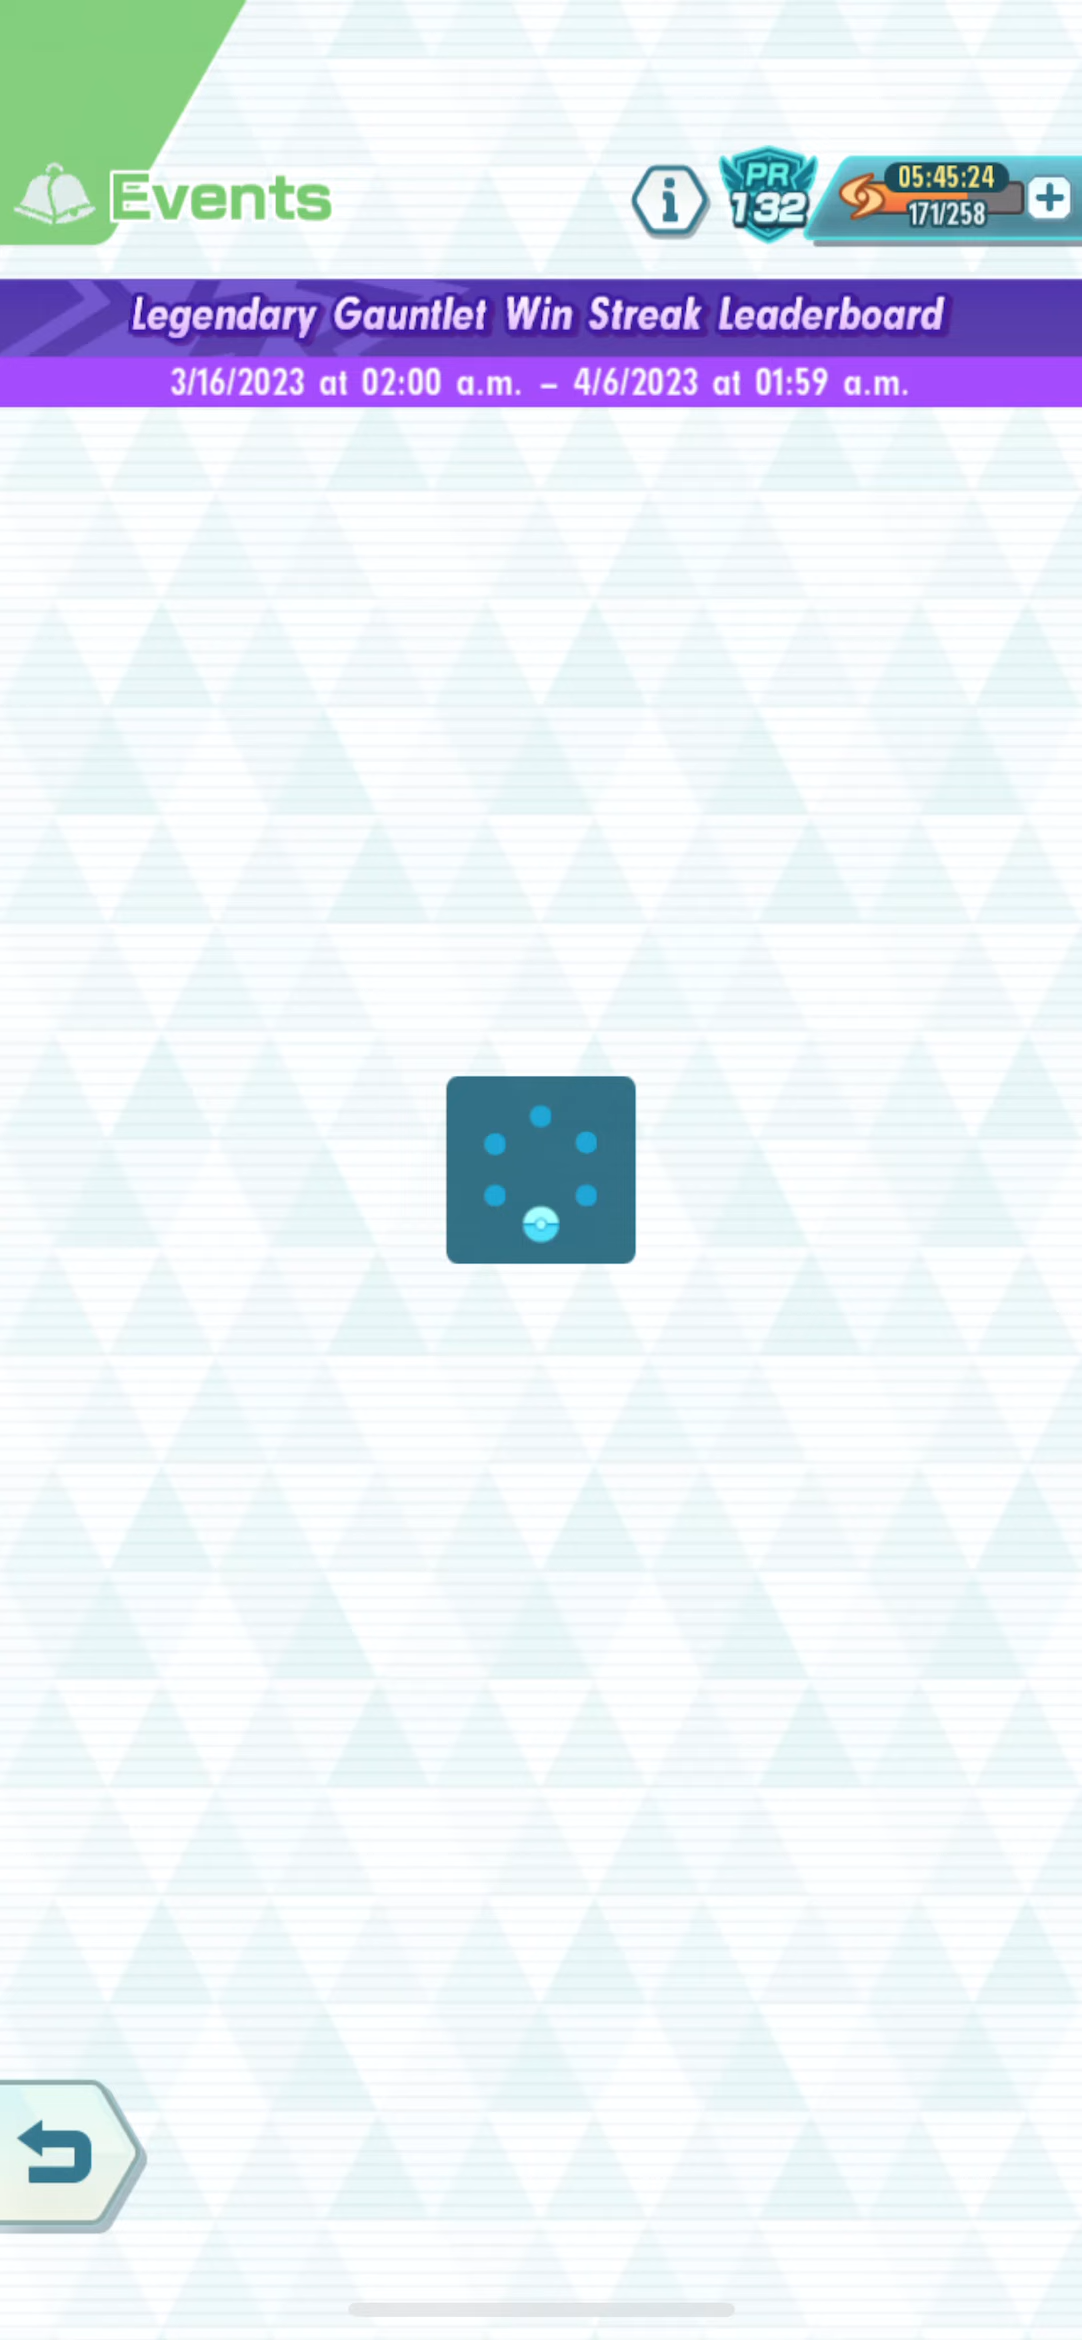 Events
PR
132
05:45:24
171/258
Legendary Gauntlet Win Streak Leaderboard
3/16/2023 at 02:00 a.m. – 4/6/2023 at 01:59 a.m.